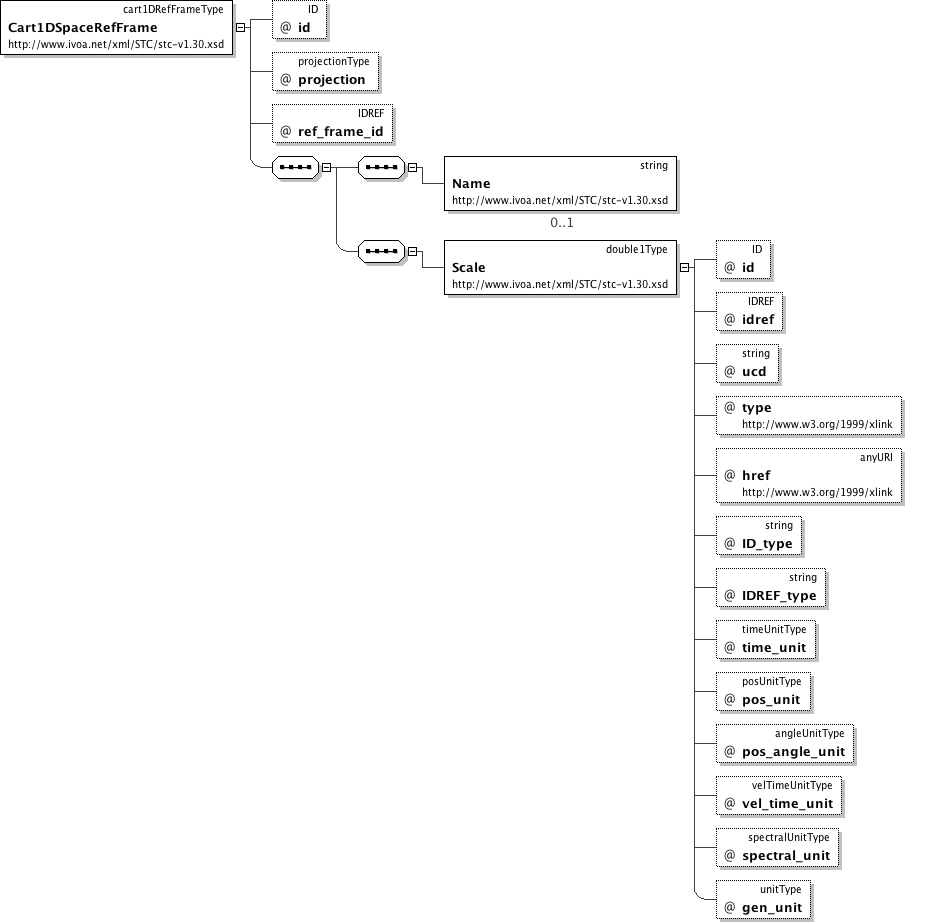 cart1DRefFrameType
Cart1DSpaceRefFrame
http://www.ivoa.net/xml/STC/stc-v1.30.xsd
ID
@ id
projectionType
@ projection
IDREF
@ ref_frame_id
string
Name
http://www.ivoa.net/xml/STC/stc-v1.30.xsd
0..1
double1Type
Scale
http://www.ivoa.net/xml/STC/stc-v1.30.xsd
ID
@ id
IDREF
@ idref
string
@ ucd
@ type
http://www.w3.org/1999/xlink
anyURI
@ href
http://www.w3.org/1999/xlink
string
@ ID_type
string
@ IDREF_type
timeUnitType
@ time_unit
posUnitType
@ pos_unit
angleUnitType
@ pos_angle_unit
velTimeUnitType
@ vel_time_unit
spectralUnitType
@ spectral_unit
unitType
@ gen_unit